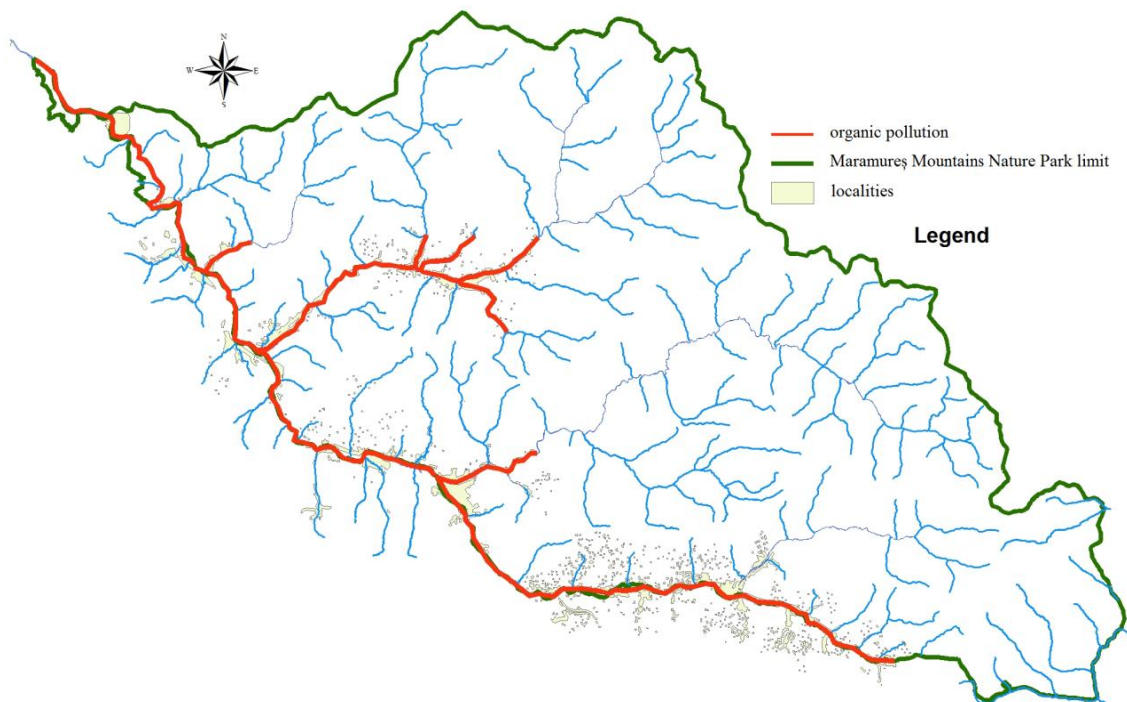 N
W E
S
organic pollution
Maramureș Mountains Nature Park limit
localities
Legend